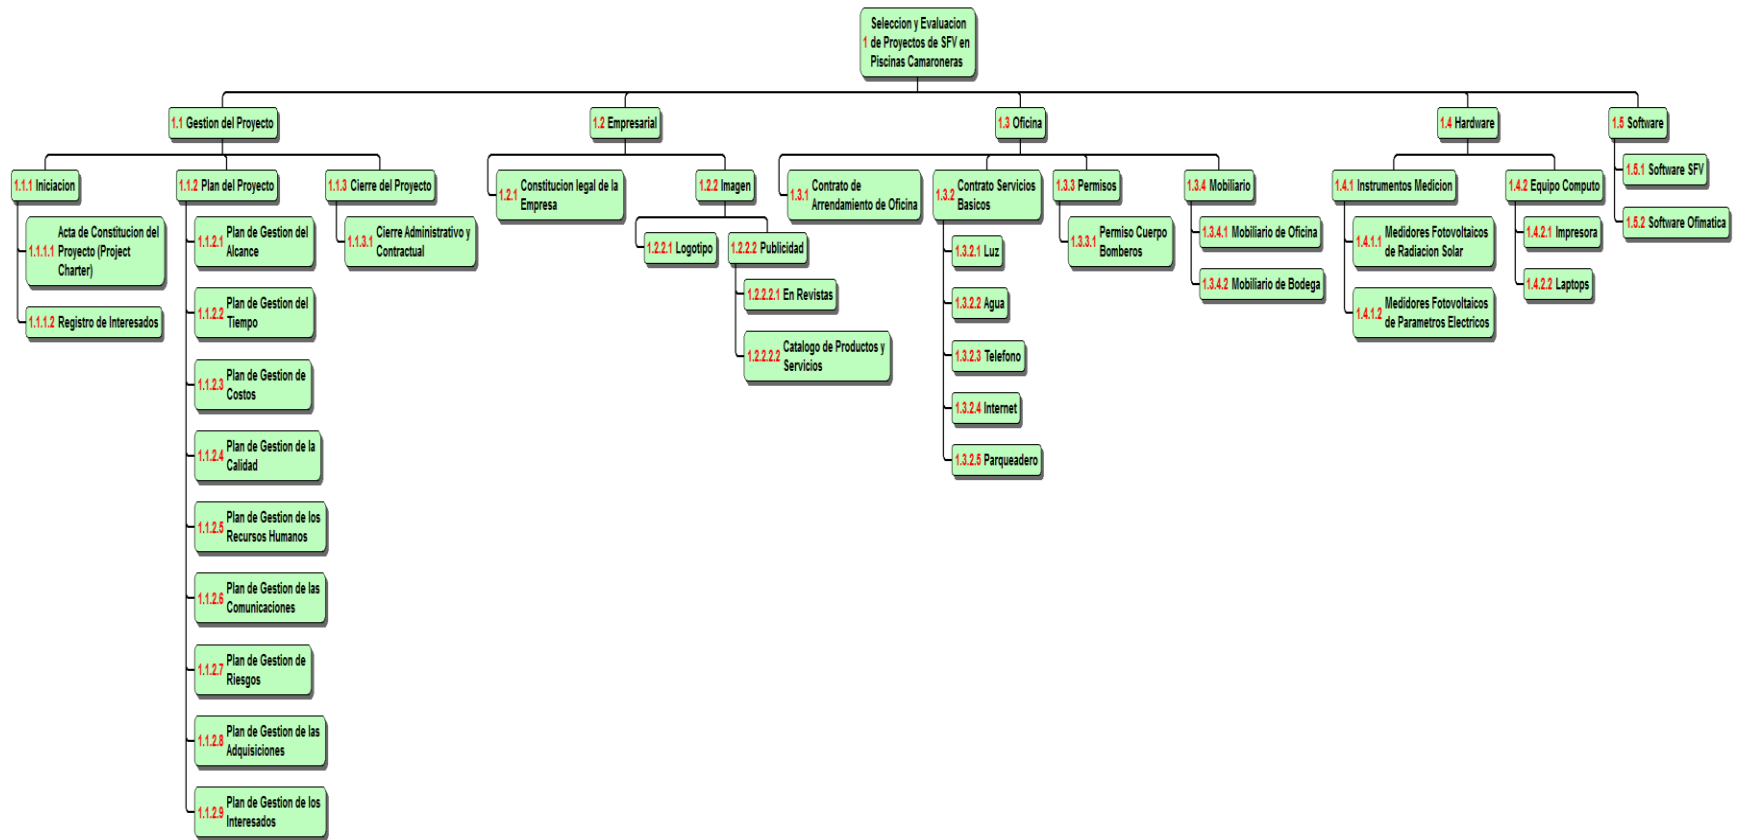 Seleccion y Evaluacion
1 de Proyectos de SFV en
Piscinas Camaroneras
1.1 Gestion del Proyecto
1.2 Empresarial
1.3 Oficina
1.4 Hardware
1.5 Software
1.1.1 Iniciacion
1.1.1.1 Acta de Constitucion del
Proyecto (Project
Charter)
1.1.1.2 Registro de Interesados
1.1.2 Plan del Proyecto
1.1.2.1 Plan de Gestion del
Alcance
1.1.2.2 Plan de Gestion del
Tiempo
1.1.2.3 Plan de Gestion de
Costos
1.1.2.4 Plan de Gestion de la
Calidad
1.1.2.5 Plan de Gestion de los
Recursos Humanos
1.1.2.6 Plan de Gestion de las
Comunicaciones
1.1.2.7 Plan de Gestion de
Riesgos
1.1.2.8 Plan de Gestion de las
Adquisiciones
1.1.2.9 Plan de Gestion de los
Interesados
1.1.3 Cierre del Proyecto
1.1.3.1 Cierre Administrativo y
Contractual
1.2.1 Constitucion legal de la
Empresa
1.2.2 Imagen
1.2.2.1 Logotipo
1.2.2.2 Publicidad
1.2.2.2.1 En Revistas
1.2.2.2.2 Catalogo de Productos y
Servicios
1.3.1 Contrato de
Arrendamiento de Oficina
1.3.2 Contrato Servicios
Basicos
1.3.2.1 Luz
1.3.2.2 Agua
1.3.2.3 Telefono
1.3.2.4 Internet
1.3.2.5 Parqueadero
1.3.3 Permisos
1.3.3.1 Permiso Cuerpo
Bomberos
1.3.4 Mobiliario
1.3.4.1 Mobiliario de Oficina
1.3.4.2 Mobiliario de Bodega
1.4.1 Instrumentos Medicion
1.4.1.1 Medidores Fotovoltaicos
de Radiacion Solar
1.4.1.2 Medidores Fotovoltaicos
de Parametros Electricos
1.4.2 Equipo Computo
1.4.2.1 Impresora
1.4.2.2 Laptops
1.5.1 Software SFV
1.5.2 Software Ofimatica